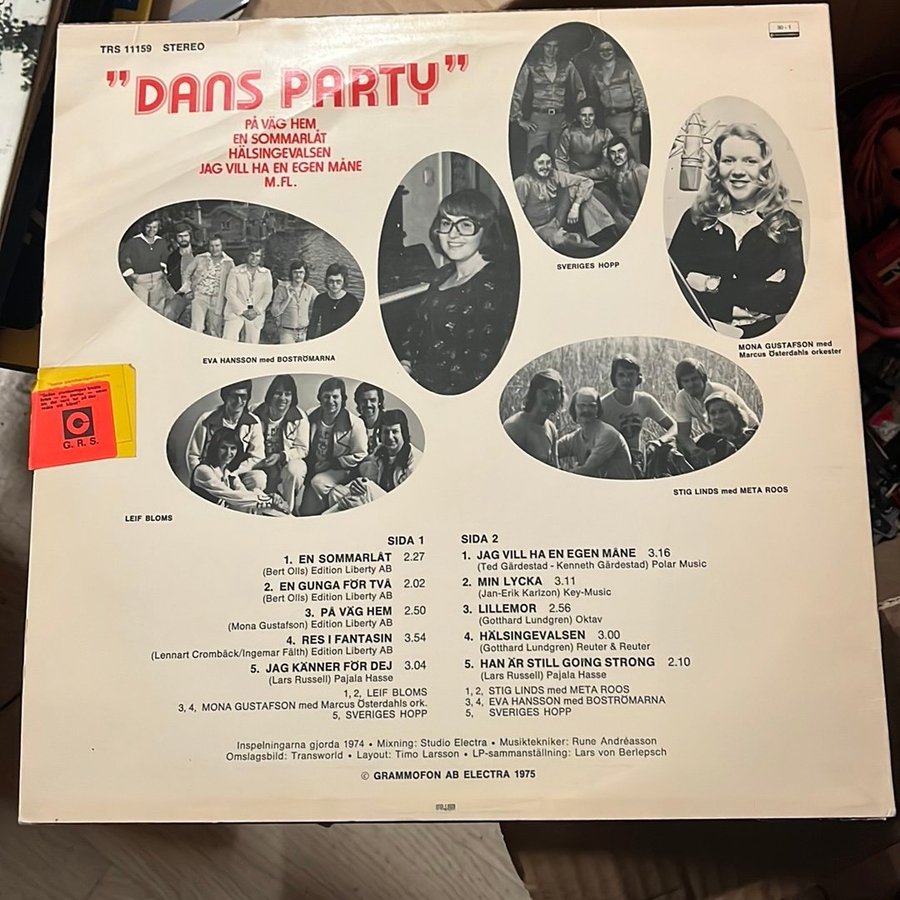 TRS 11159 STEREO
30 - 1
"DANS PARTY"
PÅ VÄG HEM
EN SOMMARLÅT
HÄLSINGEVALSEN
JAG VILL HA EN EGEN MÅNE
M.FL.
SVERIGES HOPP
MONA GUSTAFSON med
Marcus Österdahls orkester
EVA HANSSON med BOSTRÖMARNA
G. R. S.
STIG LINDS med META ROOS
LEIF BLOMS
SIDA 1
1. EN SOMMARLÅT 2.27
(Bert Olls) Edition Liberty AB
2. EN GUNGA FÖR TVÅ 2.02
(Bert Olls) Edition Liberty AB
3. PÅ VÄG HEM 2.50
(Mona Gustafson) Edition Liberty AB
4. RES I FANTASIN 3.54
(Lennart Crombäck/Ingemar Fälth) Edition Liberty AB
5. JAG KÄNNER FÖR DEJ 3.04
(Lars Russell) Pajala Hasse
1, 2, LEIF BLOMS
3, 4, MONA GUSTAFSON med Marcus Österdahls ork.
5, SVERIGES HOPP
SIDA 2
1. JAG VILL HA EN EGEN MÅNE 3.16
(Ted Gärdestad - Kenneth Gärdestad) Polar Music
2. MIN LYCKA 3.11
(Jan-Erik Karlzon) Key-Music
3. LILLEMOR 2.56
(Gotthard Lundgren) Oktav
4. HÄLSINGEVALSEN 3.00
(Gotthard Lundgren) Reuter & Reuter
5. HAN ÄR STILL GOING STRONG 2.10
(Lars Russell) Pajala Hasse
1, 2, STIG LINDS med META ROOS
3, 4, EVA HANSSON med BOSTRÖMARNA
5, SVERIGES HOPP
Inspelningarna gjorda 1974 • Mixning: Studio Electra • Musiktekniker: Rune Andréasson
Omslagsbild: Transworld • Layout: Timo Larsson • LP-sammanställning: Lars von Berlepsch
© GRAMMOFON AB ELECTRA 1975